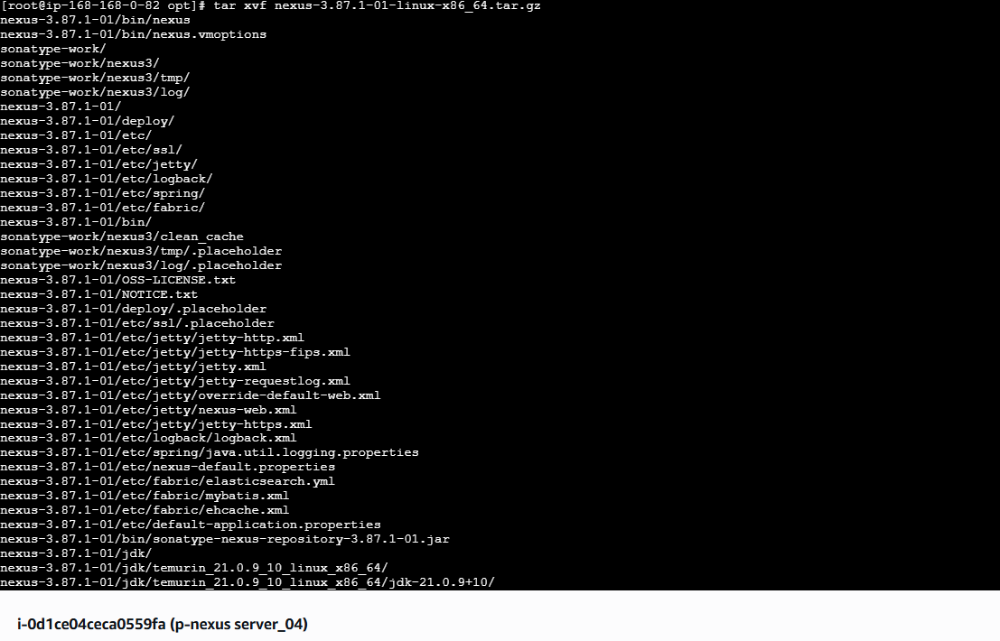 [root@ip-168-168-0-82 opt]# tar xvf nexus-3.87.1-01-linux-x86_64.tar.gz
nexus-3.87.1-01/bin/nexus
nexus-3.87.1-01/bin/nexus.vmoptions
sonatype-work/
sonatype-work/nexus3/
sonatype-work/nexus3/tmp/
sonatype-work/nexus3/log/
nexus-3.87.1-01/
nexus-3.87.1-01/deploy/
nexus-3.87.1-01/etc/
nexus-3.87.1-01/etc/ssl/
nexus-3.87.1-01/etc/jetty/
nexus-3.87.1-01/etc/logback/
nexus-3.87.1-01/etc/spring/
nexus-3.87.1-01/etc/fabric/
nexus-3.87.1-01/bin/
sonatype-work/nexus3/clean_cache
sonatype-work/nexus3/tmp/.placeholder
sonatype-work/nexus3/log/.placeholder
nexus-3.87.1-01/OSS-LICENSE.txt
nexus-3.87.1-01/NOTICE.txt
nexus-3.87.1-01/deploy/.placeholder
nexus-3.87.1-01/etc/ssl/.placeholder
nexus-3.87.1-01/etc/jetty/jetty-http.xml
nexus-3.87.1-01/etc/jetty/jetty-https-fips.xml
nexus-3.87.1-01/etc/jetty/jetty.xml
nexus-3.87.1-01/etc/jetty/jetty-requestlog.xml
nexus-3.87.1-01/etc/jetty/override-default-web.xml
nexus-3.87.1-01/etc/jetty/nexus-web.xml
nexus-3.87.1-01/etc/jetty/jetty-https.xml
nexus-3.87.1-01/etc/logback/logback.xml
nexus-3.87.1-01/etc/spring/java.util.logging.properties
nexus-3.87.1-01/etc/nexus-default.properties
nexus-3.87.1-01/etc/fabric/elasticsearch.yml
nexus-3.87.1-01/etc/fabric/mybatis.xml
nexus-3.87.1-01/etc/fabric/ehcache.xml
nexus-3.87.1-01/etc/default-application.properties
nexus-3.87.1-01/bin/sonatype-nexus-repository-3.87.1-01.jar
nexus-3.87.1-01/jdk/
nexus-3.87.1-01/jdk/temurin_21.0.9_10_linux_x86_64/
nexus-3.87.1-01/jdk/temurin_21.0.9_10_linux_x86_64/jdk-21.0.9+10/
i-0d1ce04ceca0559fa (p-nexus server_04)